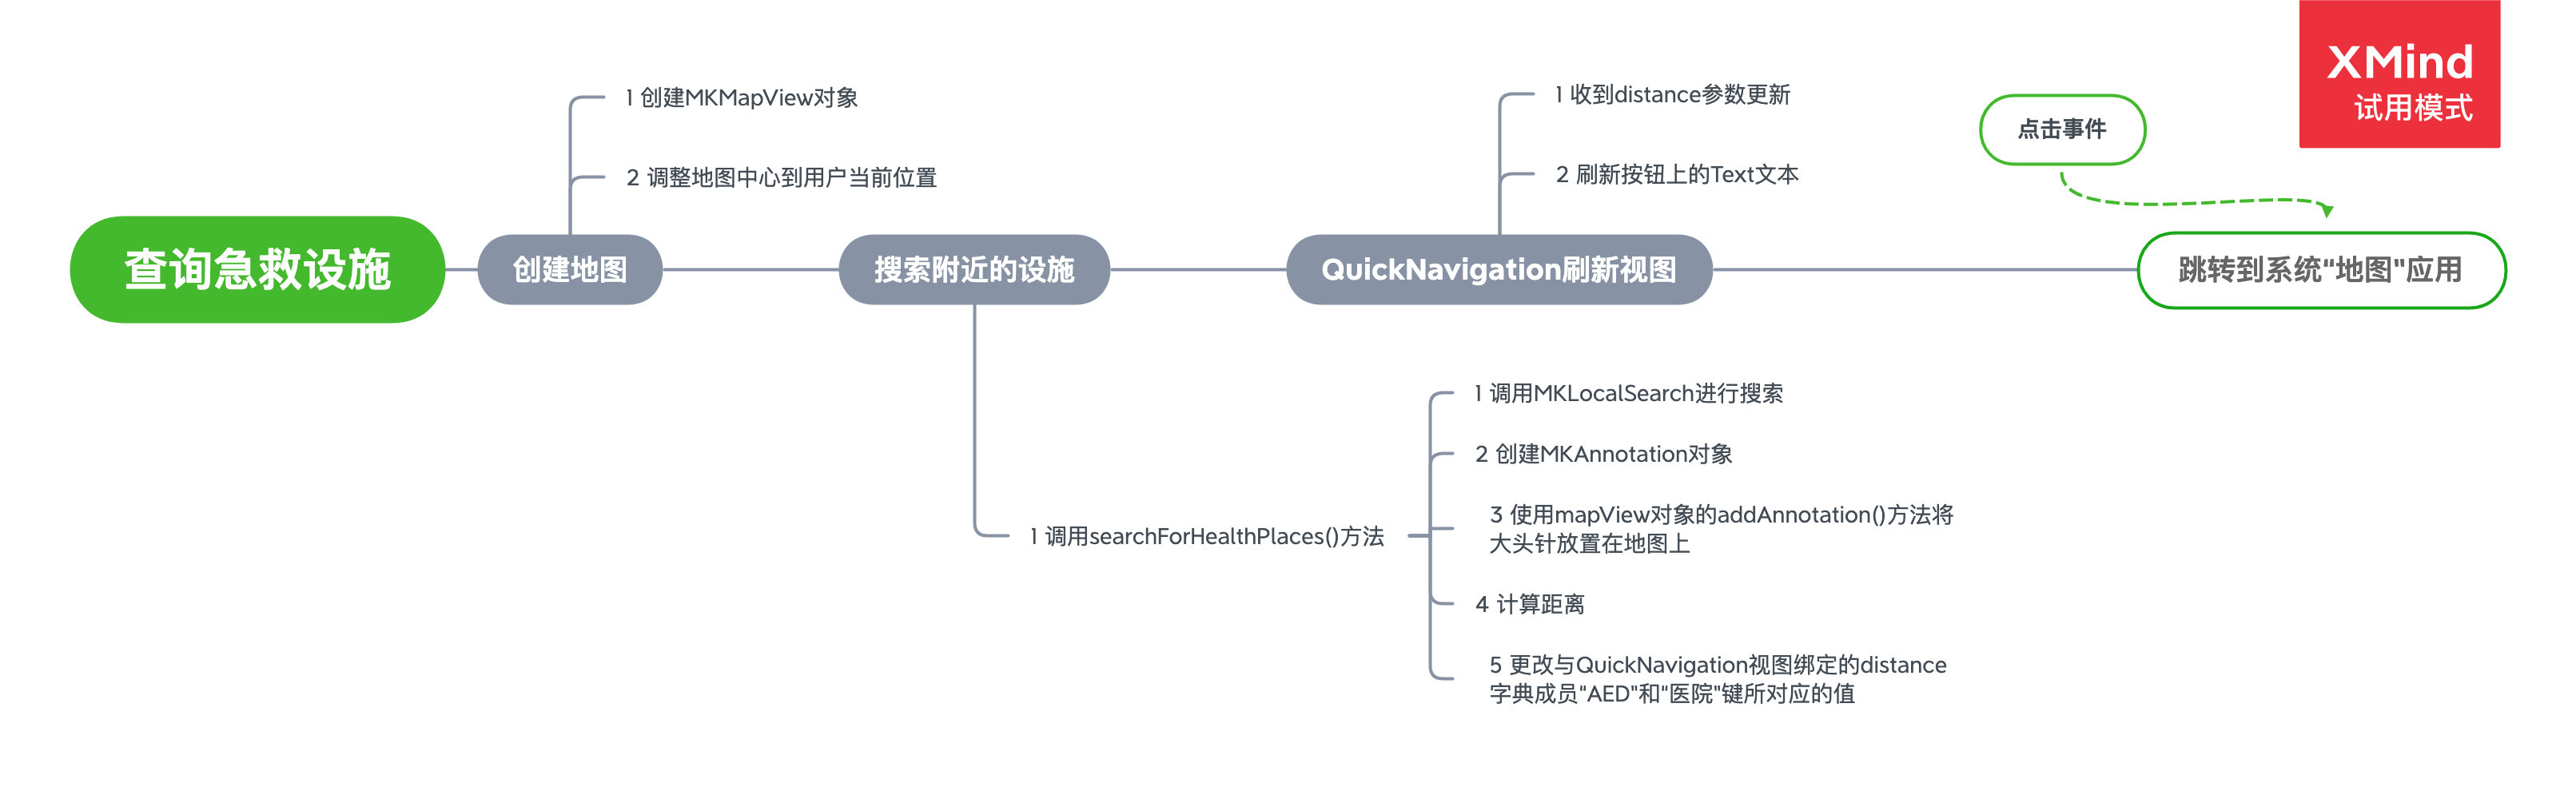 XMind
试用模式
1 创建MKMapView对象
2 调整地图中心到用户当前位置
1 收到distance参数更新
2 刷新按钮上的Text文本
点击事件
查询急救设施
创建地图
搜索附近的设施
QuickNavigation刷新视图
跳转到系统“地图”应用
1 调用searchForHealthPlaces()方法
1 调用MKLocalSearch进行搜索
2 创建MKAnnotation对象
3 使用mapView对象的addAnnotation()方法将
大头针放置在地图上
4 计算距离
5 更改与QuickNavigation视图绑定的distance
字典成员“AED”和“医院”键所对应的值